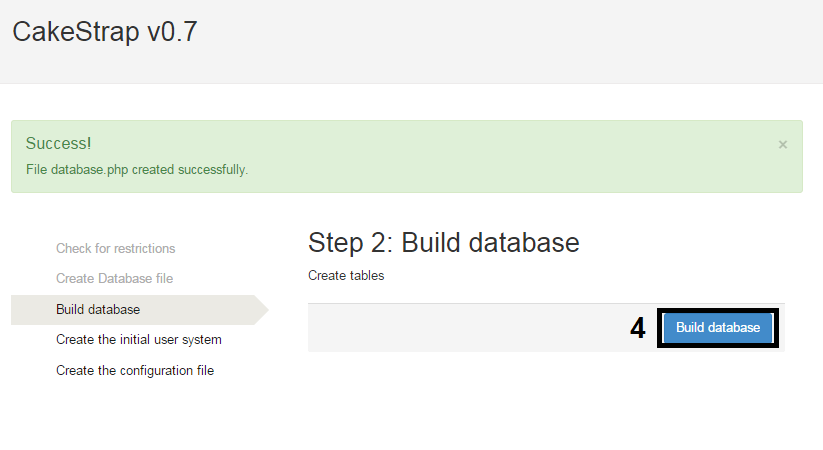 CakeStrap v0.7
Success!
×
File database.php created successfully.
Check for restrictions
Create Database file
Build database
Create the initial user system
Create the configuration file
Step 2: Build database
Create tables
4 Build database